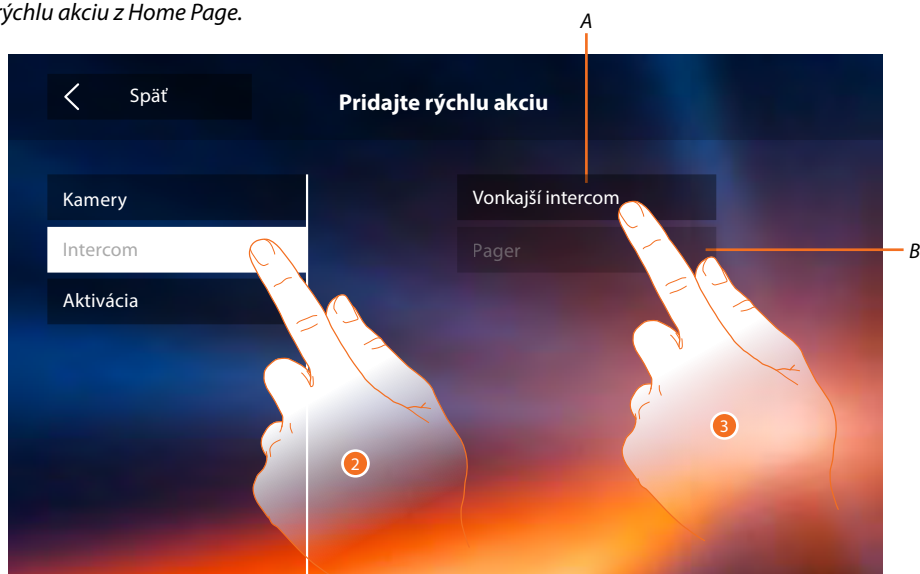 rýchlu akciu z Home Page.
A
Späť
Pridajte rýchlu akciu
Kamery
Vonkajší intercom
Intercom
Pager
B
Aktivácia
3
2